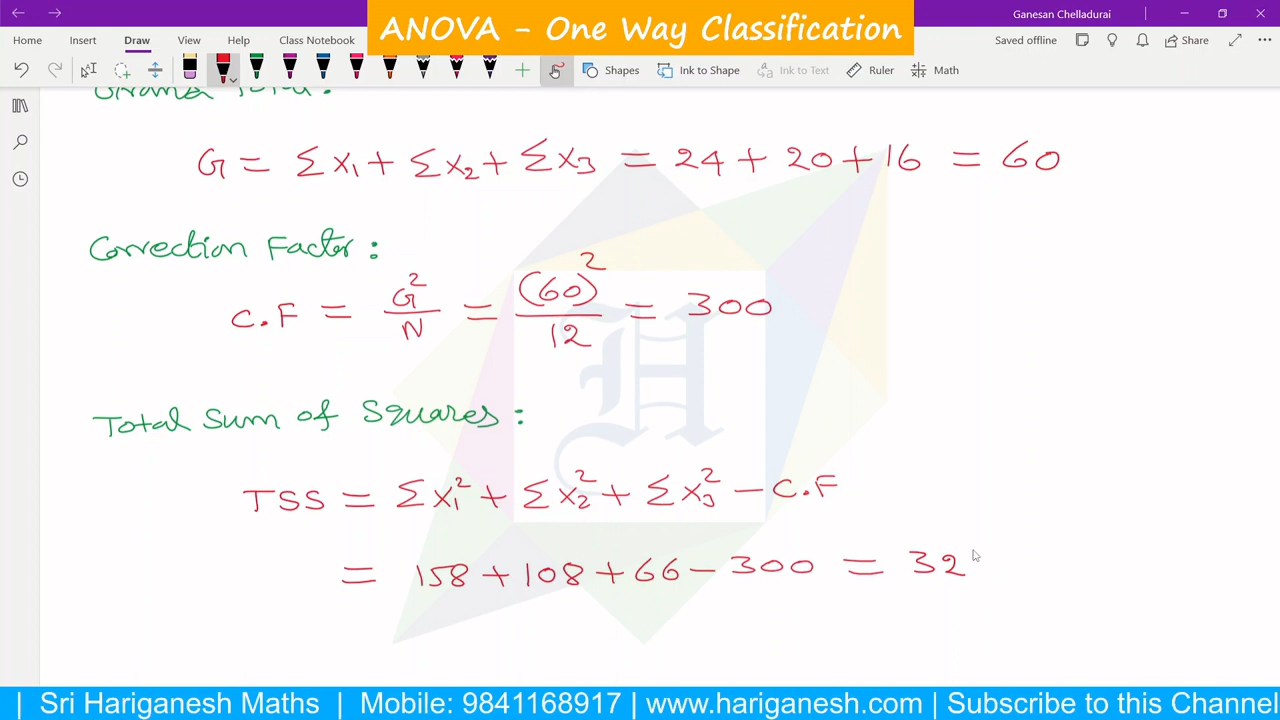 Ganesan Chelladurai
ANOVA - One Way Classification
Home Insert Draw View Help Class Notebook Saved offline Share
Shapes Ink to Shape Ink to Text Ruler Math
Grand Total:
G = Σx₁ + Σx₂ + Σx₃ = 24 + 20 + 16 = 60
Correction Factor:
C.F = G²/N = (60)²/12 = 300
Total Sum of Squares:
TSS = Σx₁² + Σx₂² + Σx₃² - C.F
= 158 + 108 + 66 - 300 = 32
H
| Sri Hariganesh Maths | Mobile: 9841168917 | www.hariganesh.com | Subscribe to this Channel